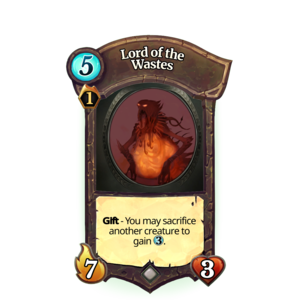 Lord of the
Wastes
5
1
Gift - You may sacrifice
another creature to
gain 3.
7
3